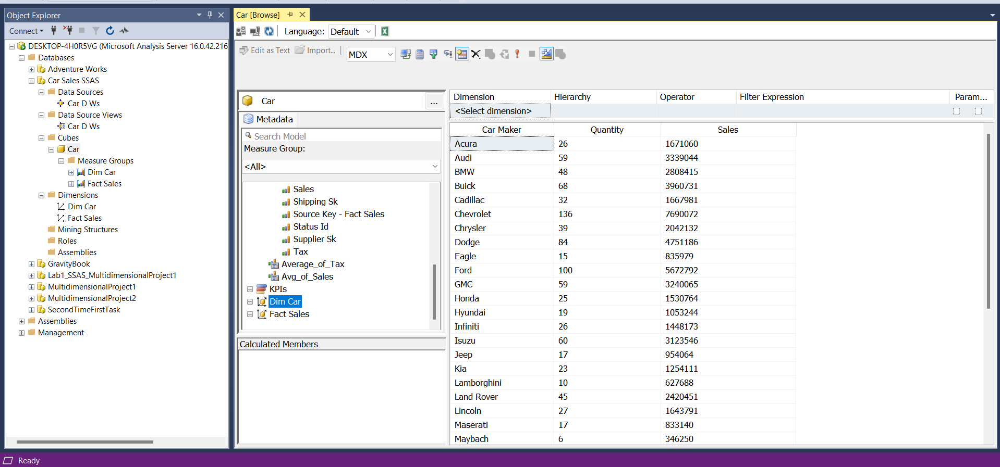 Object Explorer
Connect
DESKTOP-4H0R5VG (Microsoft Analysis Server 16.0.42.216
Databases
Adventure Works
Car Sales SSAS
Data Sources
Car D Ws
Data Source Views
Car D Ws
Cubes
Car
Measure Groups
Dim Car
Fact Sales
Dimensions
Dim Car
Fact Sales
Mining Structures
Roles
Assemblies
GravityBook
Lab1_SSAS_MultidimensionalProject1
MultidimensionalProject1
MultidimensionalProject2
SecondTimeFirstTask
Assemblies
Management
Car [Browse]
Language: Default
Edit as Text Import... MDX
Car ...
Metadata
Search Model
Measure Group:
<All>
Sales
Shipping Sk
Source Key - Fact Sales
Status Id
Supplier Sk
Tax
Average_of_Tax
Avg_of_Sales
KPIs
Dim Car
Fact Sales
Calculated Members
Dimension Hierarchy Operator Filter Expression Param...
<Select dimension>
Car Maker Quantity Sales
Acura 26 1671060
Audi 59 3339044
BMW 48 2808415
Buick 68 3960731
Cadillac 32 1667981
Chevrolet 136 7690072
Chrysler 39 2042132
Dodge 84 4751186
Eagle 15 835979
Ford 100 5672792
GMC 59 3240065
Honda 25 1530764
Hyundai 19 1053244
Infiniti 26 1448173
Isuzu 60 3123546
Jeep 17 954064
Kia 23 1254111
Lamborghini 10 627688
Land Rover 45 2420451
Lincoln 27 1643791
Maserati 17 833140
Maybach 6 346250
Ready